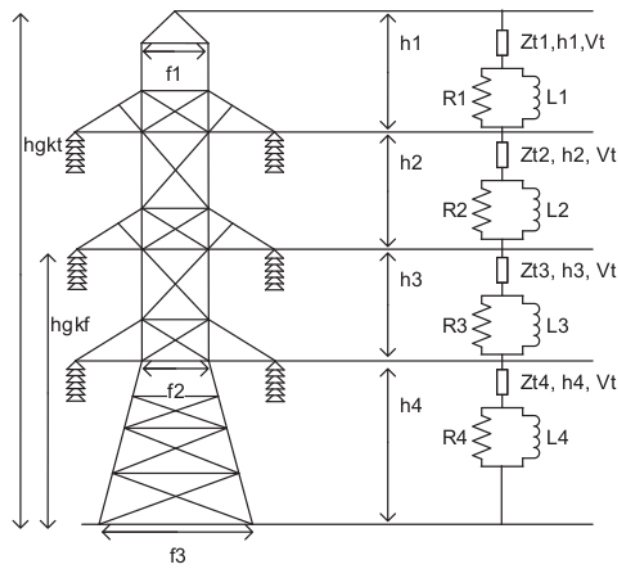 f1
h1
Zt1,h1,Vt
R1
L1
hgkt
h2
Zt2, h2, Vt
R2
L2
hgkf
h3
Zt3, h3, Vt
R3
L3
f2
h4
Zt4, h4, Vt
R4
L4
f3